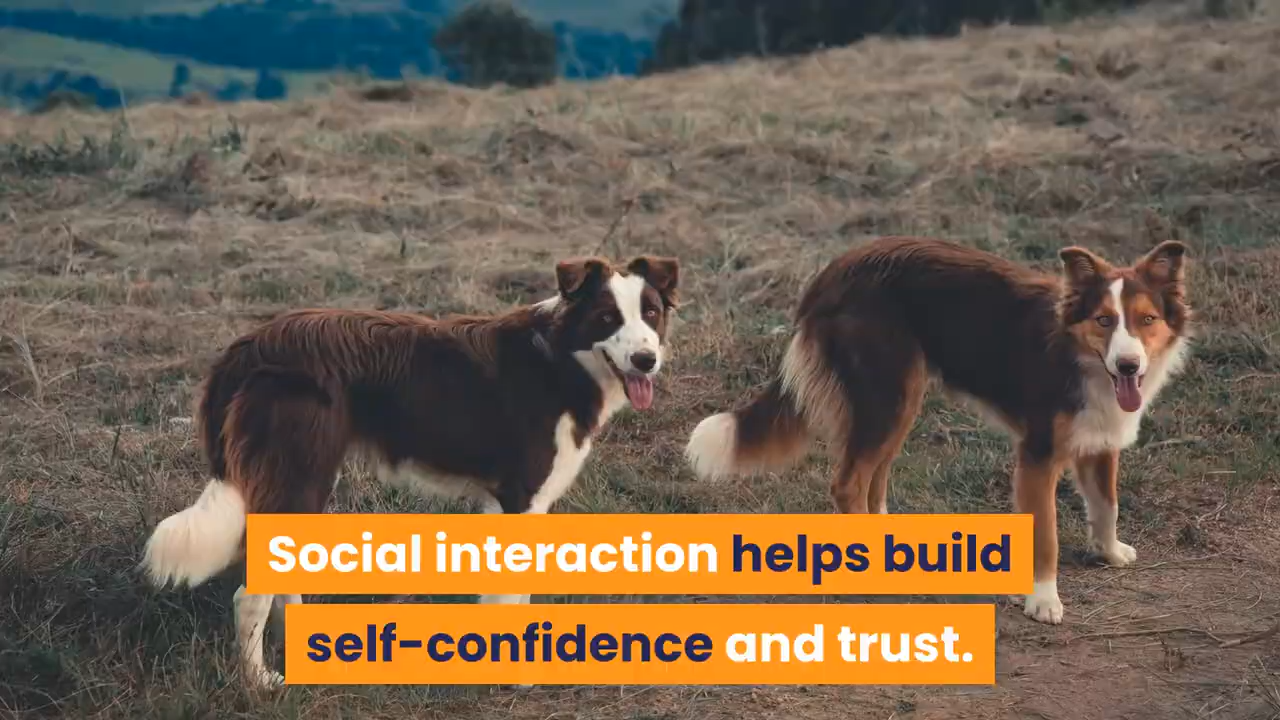 Social interaction helps build
self-confidence and trust.